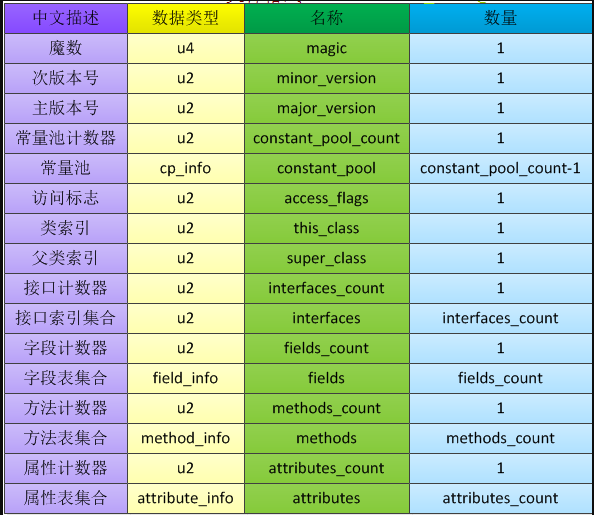 中文描述 数据类型 名称 数量
魔数 u4 magic 1
次版本号 u2 minor_version 1
主版本号 u2 major_version 1
常量池计数器 u2 constant_pool_count 1
常量池 cp_info constant_pool constant_pool_count-1
访问标志 u2 access_flags 1
类索引 u2 this_class 1
父类索引 u2 super_class 1
接口计数器 u2 interfaces_count 1
接口索引集合 u2 interfaces interfaces_count
字段计数器 u2 fields_count 1
字段表集合 field_info fields fields_count
方法计数器 u2 methods_count 1
方法表集合 method_info methods methods_count
属性计数器 u2 attributes_count 1
属性表集合 attribute_info attributes attributes_count